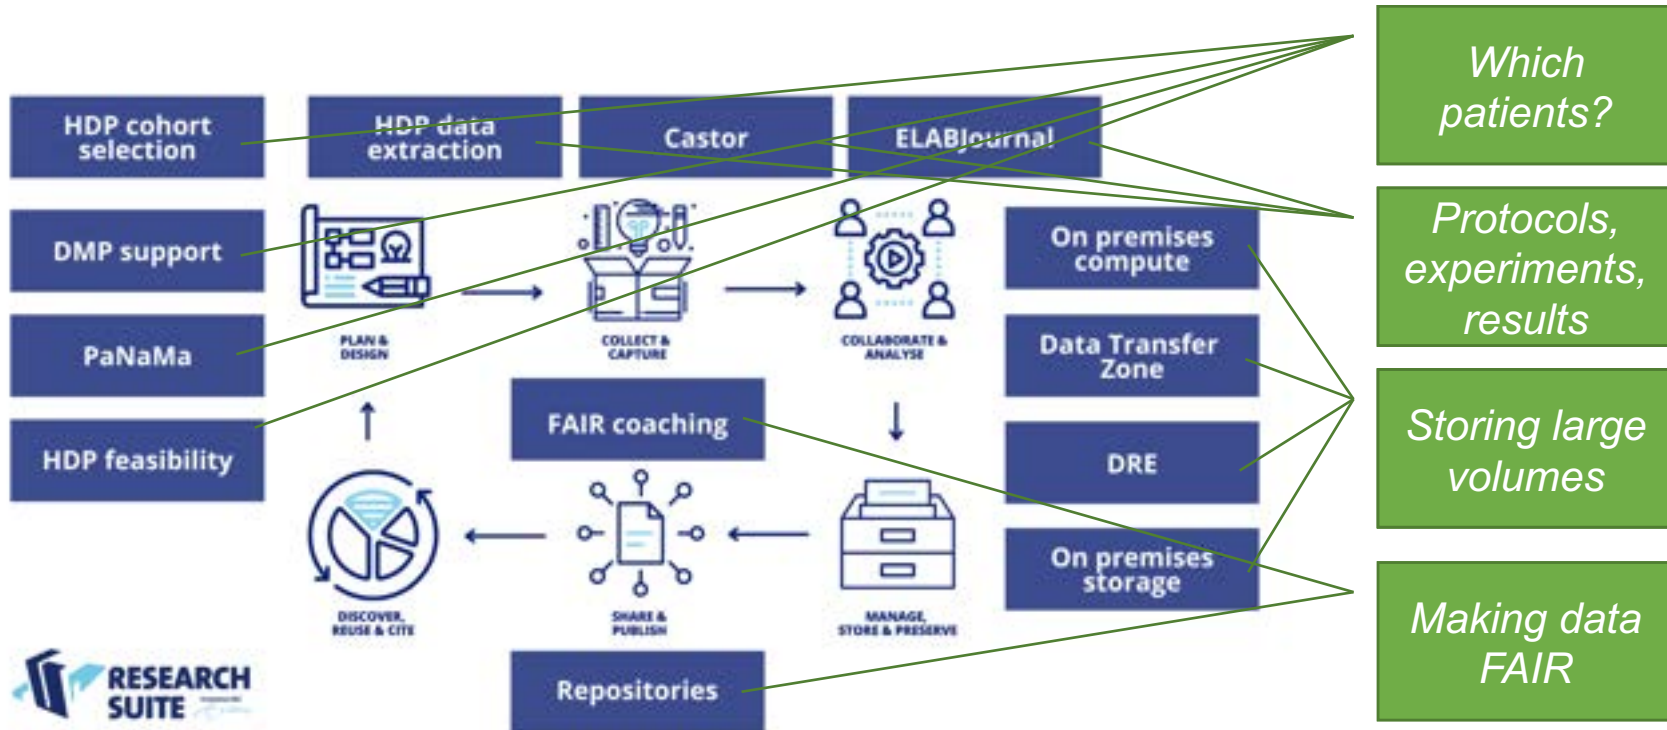 Which
patients?
HDP cohort
selection
HDP data
extraction
Castor
ELABJournal
Protocols,
experiments,
results
DMP support
On premises
compute
PLAN &
DESIGN
COLLECT &
CAPTURE
COLLABORATE &
ANALYSE
PaNaMa
Data Transfer
Zone
Storing large
volumes
HDP feasibility
FAIR coaching
DRE
On premises
storage
DISCOVER,
REUSE & CITE
SHARE &
PUBLISH
MANAGE,
STORE & PRESERVE
Making data
FAIR
RESEARCH
SUITE
Repositories